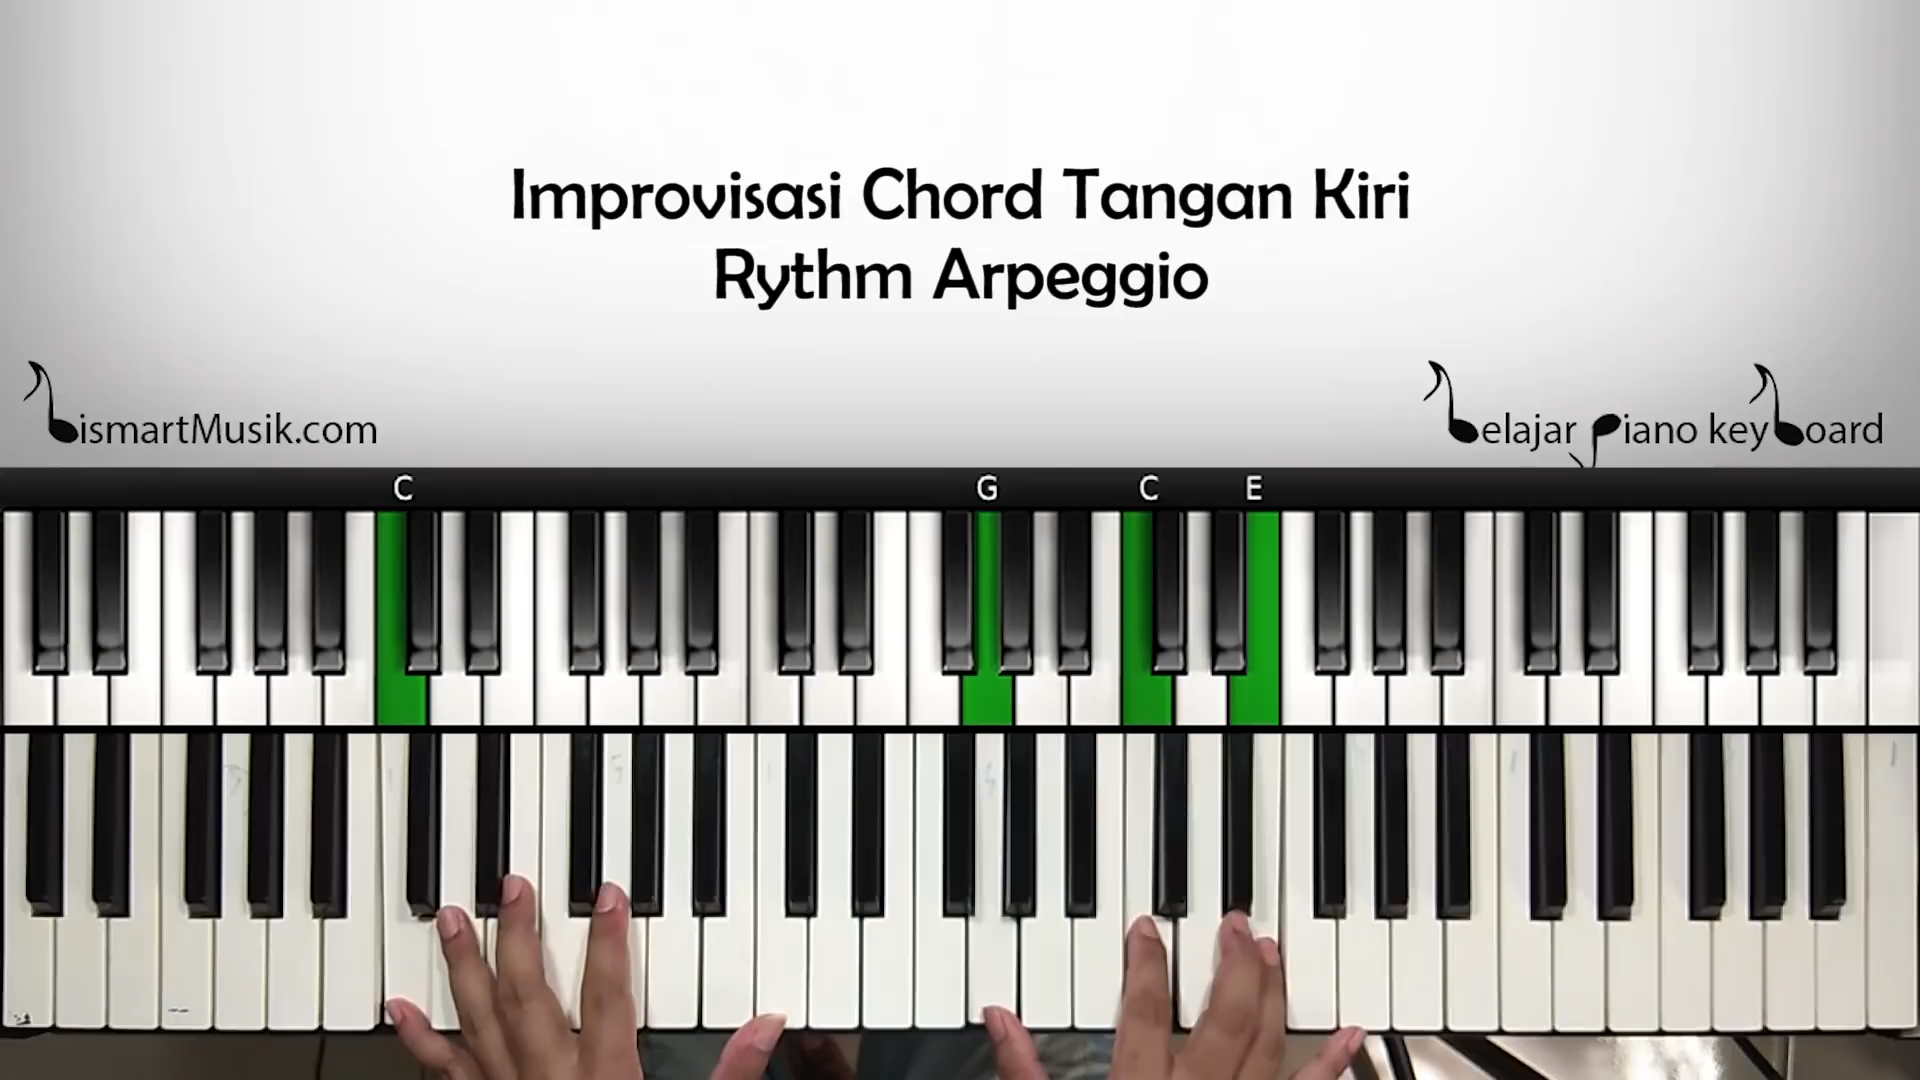 Improvisasi Chord Tangan Kiri
Rythm Arpeggio
bismartMusik.com
belajar piano keyboard
C G C E